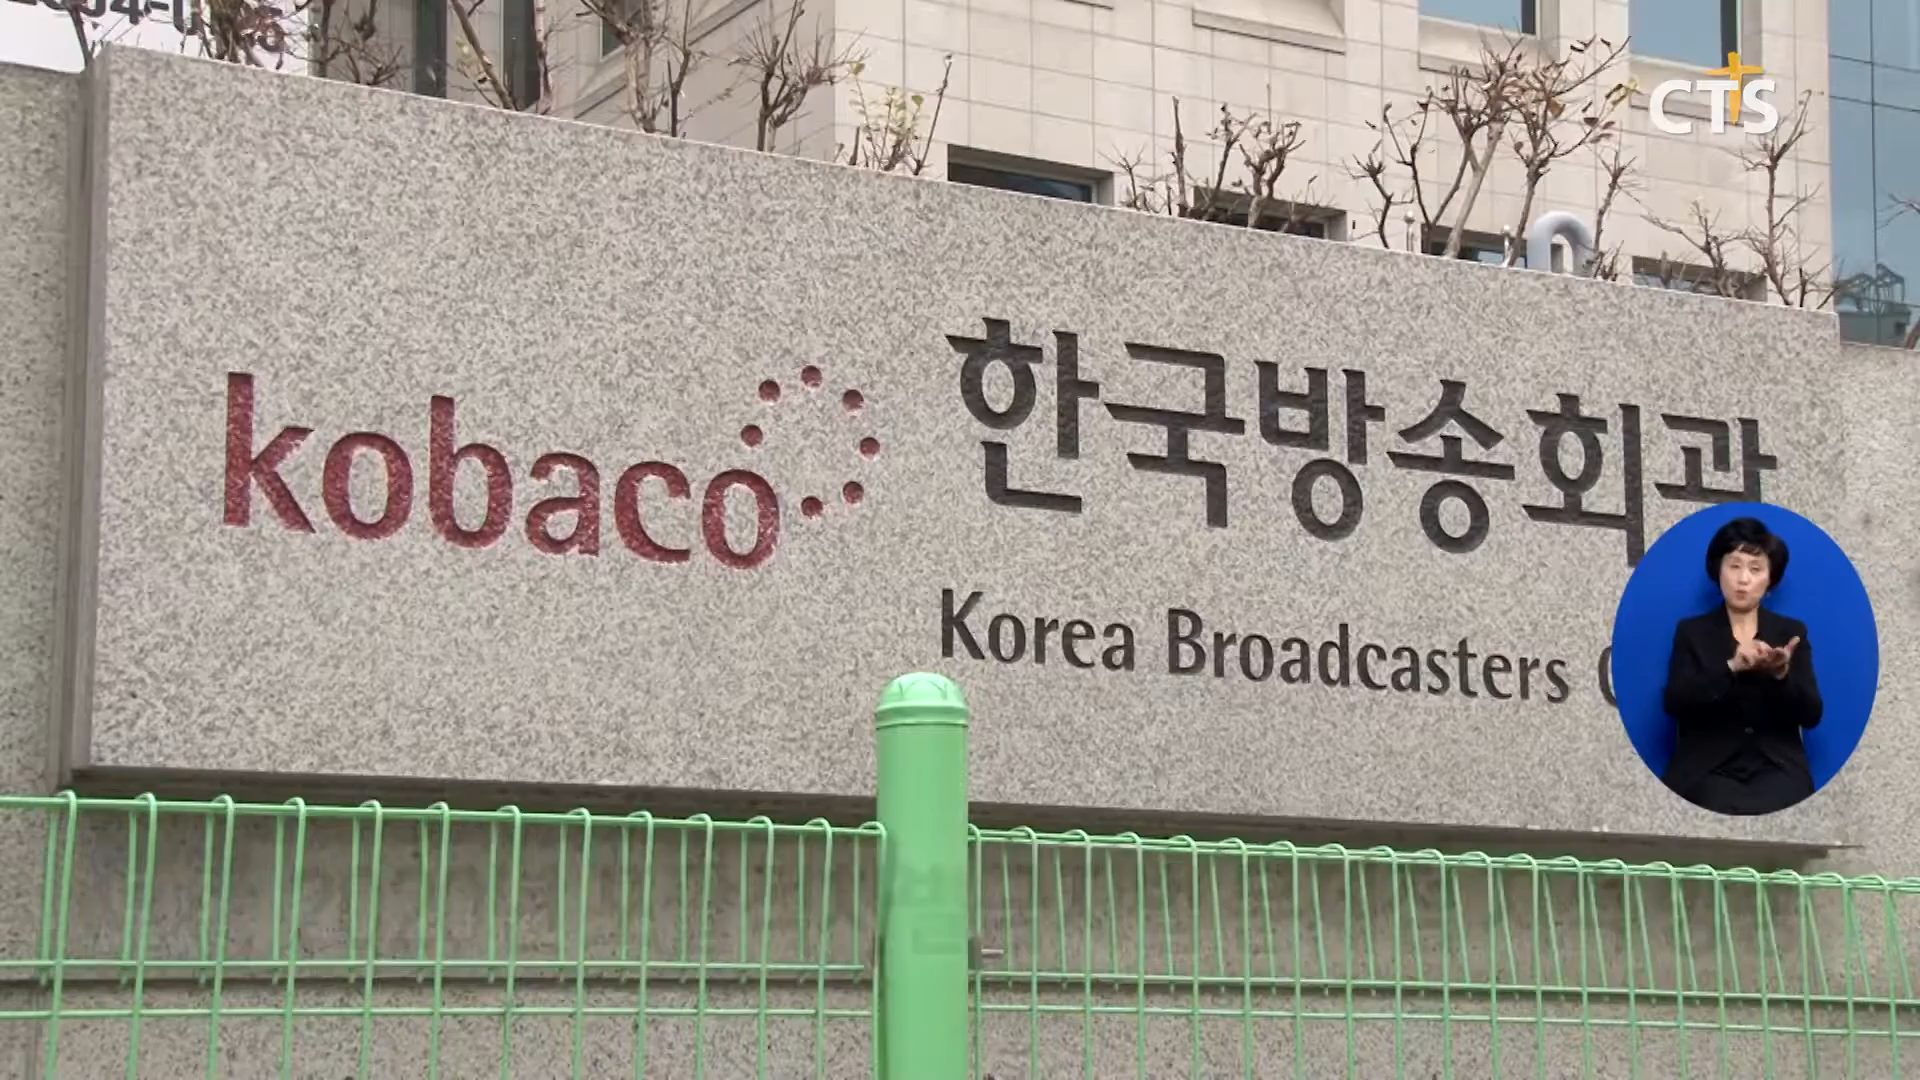 CTS
kobaco
한국방송회관
Korea Broadcasters